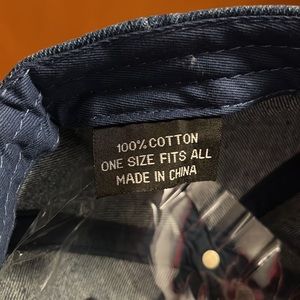 100% COTTON
ONE SIZE FITS ALL
MADE IN CHINA